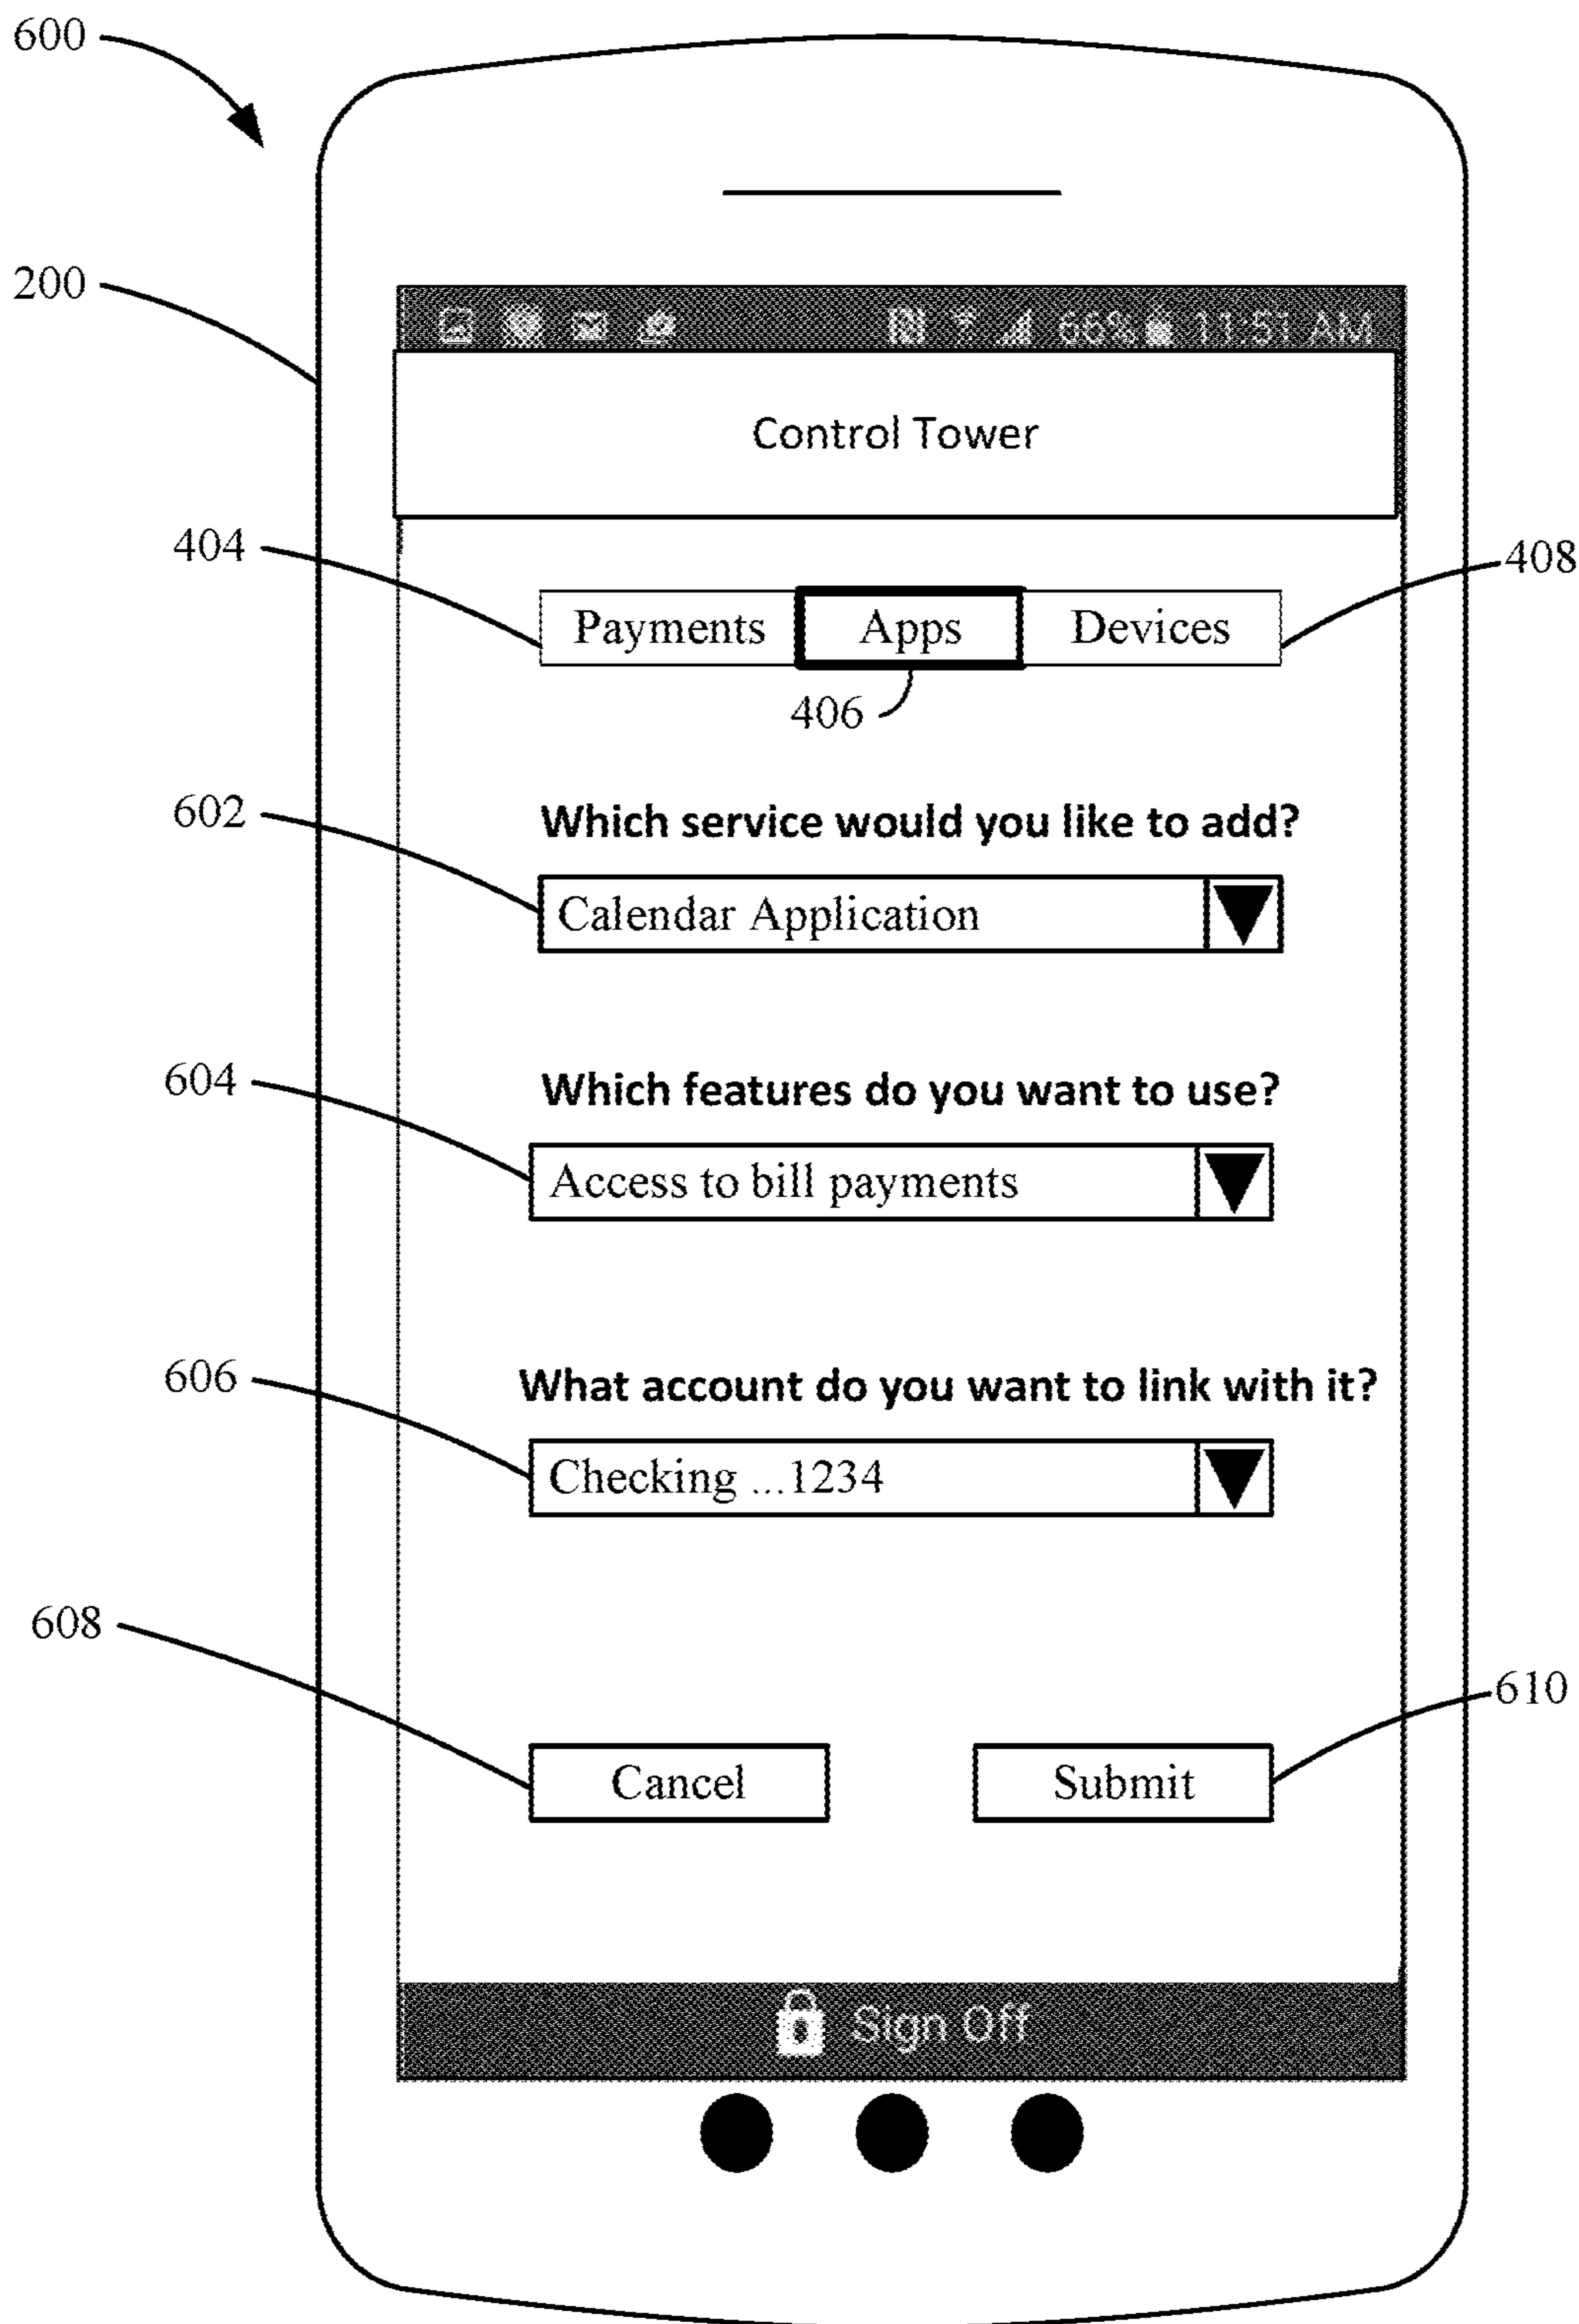 600
200
66% 11:51 AM
Control Tower
404
408
Payments Apps Devices
406
602
Which service would you like to add?
Calendar Application
604
Which features do you want to use?
Access to bill payments
606
What account do you want to link with it?
Checking ...1234
608
610
Cancel Submit
Sign Off